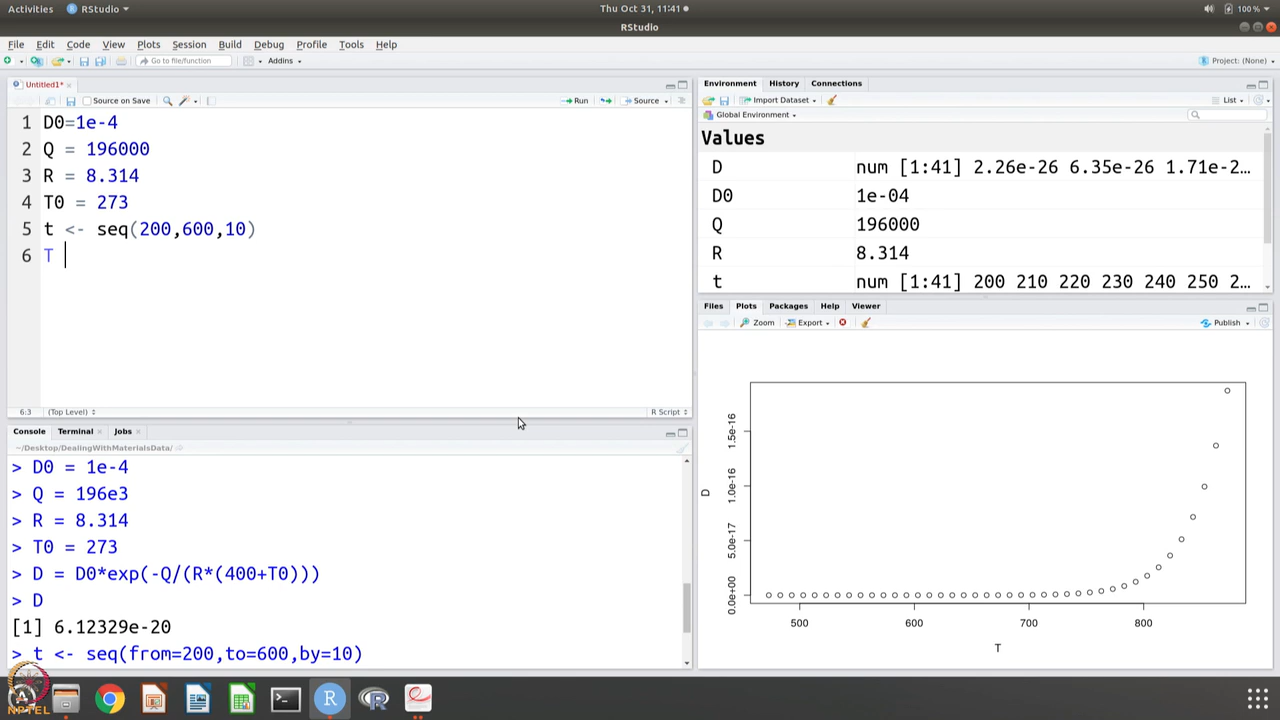 Activities RStudio Thu Oct 31, 11:41 100 %
RStudio
File Edit Code View Plots Session Build Debug Profile Tools Help
Go to file/function Addins Project: (None)
Untitled1*
Source on Save Run Source
1 D0=1e-4
2 Q = 196000
3 R = 8.314
4 T0 = 273
5 t <- seq(200,600,10)
6 T
6:3 (Top Level) R Script
Console Terminal Jobs
~/Desktop/DealingWithMaterialsData/
> D0 = 1e-4
> Q = 196e3
> R = 8.314
> T0 = 273
> D = D0*exp(-Q/(R*(400+T0)))
> D
[1] 6.12329e-20
> t <- seq(from=200,to=600,by=10)
Environment History Connections
Import Dataset List
Global Environment
Values
D num [1:41] 2.26e-26 6.35e-26 1.71e-2…
D0 1e-04
Q 196000
R 8.314
t num [1:41] 200 210 220 230 240 250 2…
Files Plots Packages Help Viewer
Zoom Export Publish
D
0.0e+00 5.0e-17 1.0e-16 1.5e-16
500 600 700 800
T
NPTEL